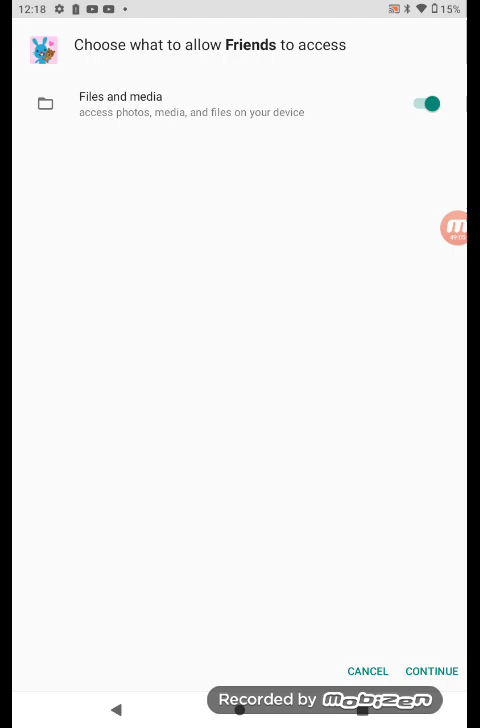 12:18 15%
Choose what to allow Friends to access
Files and media
access photos, media, and files on your device
CANCEL CONTINUE
Recorded by mobizen